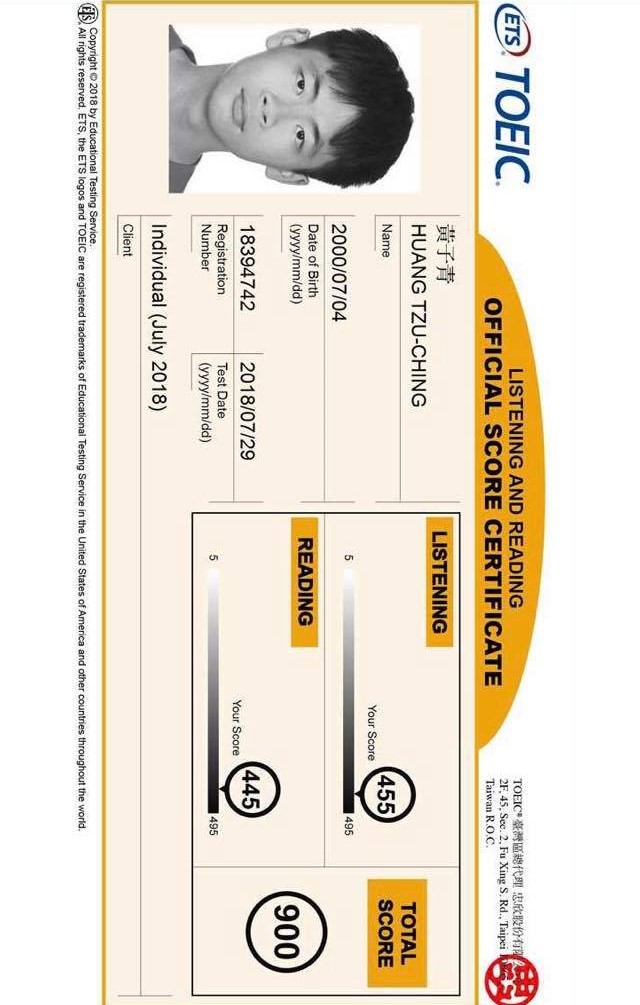 ETS TOEIC®
LISTENING AND READING
OFFICIAL SCORE CERTIFICATE
TOEIC® 臺灣區總代理 忠欣股份有限
2F, 45, Sec. 2, Fu Xing S. Rd., Taipei
Taiwan R.O.C.
黃子青
HUANG TZU-CHING
Name
2000/07/04
Date of Birth
(yyyy/mm/dd)
18394742
Registration
Number
2018/07/29
Test Date
(yyyy/mm/dd)
Individual (July 2018)
Client
LISTENING
Your Score
455
5
495
READING
Your Score
445
5
495
TOTAL
SCORE
900
ETS
Copyright © 2018 by Educational Testing Service.
All rights reserved. ETS, the ETS logos and TOEIC are registered trademarks of Educational Testing Service in the United States of America and other countries throughout the world.